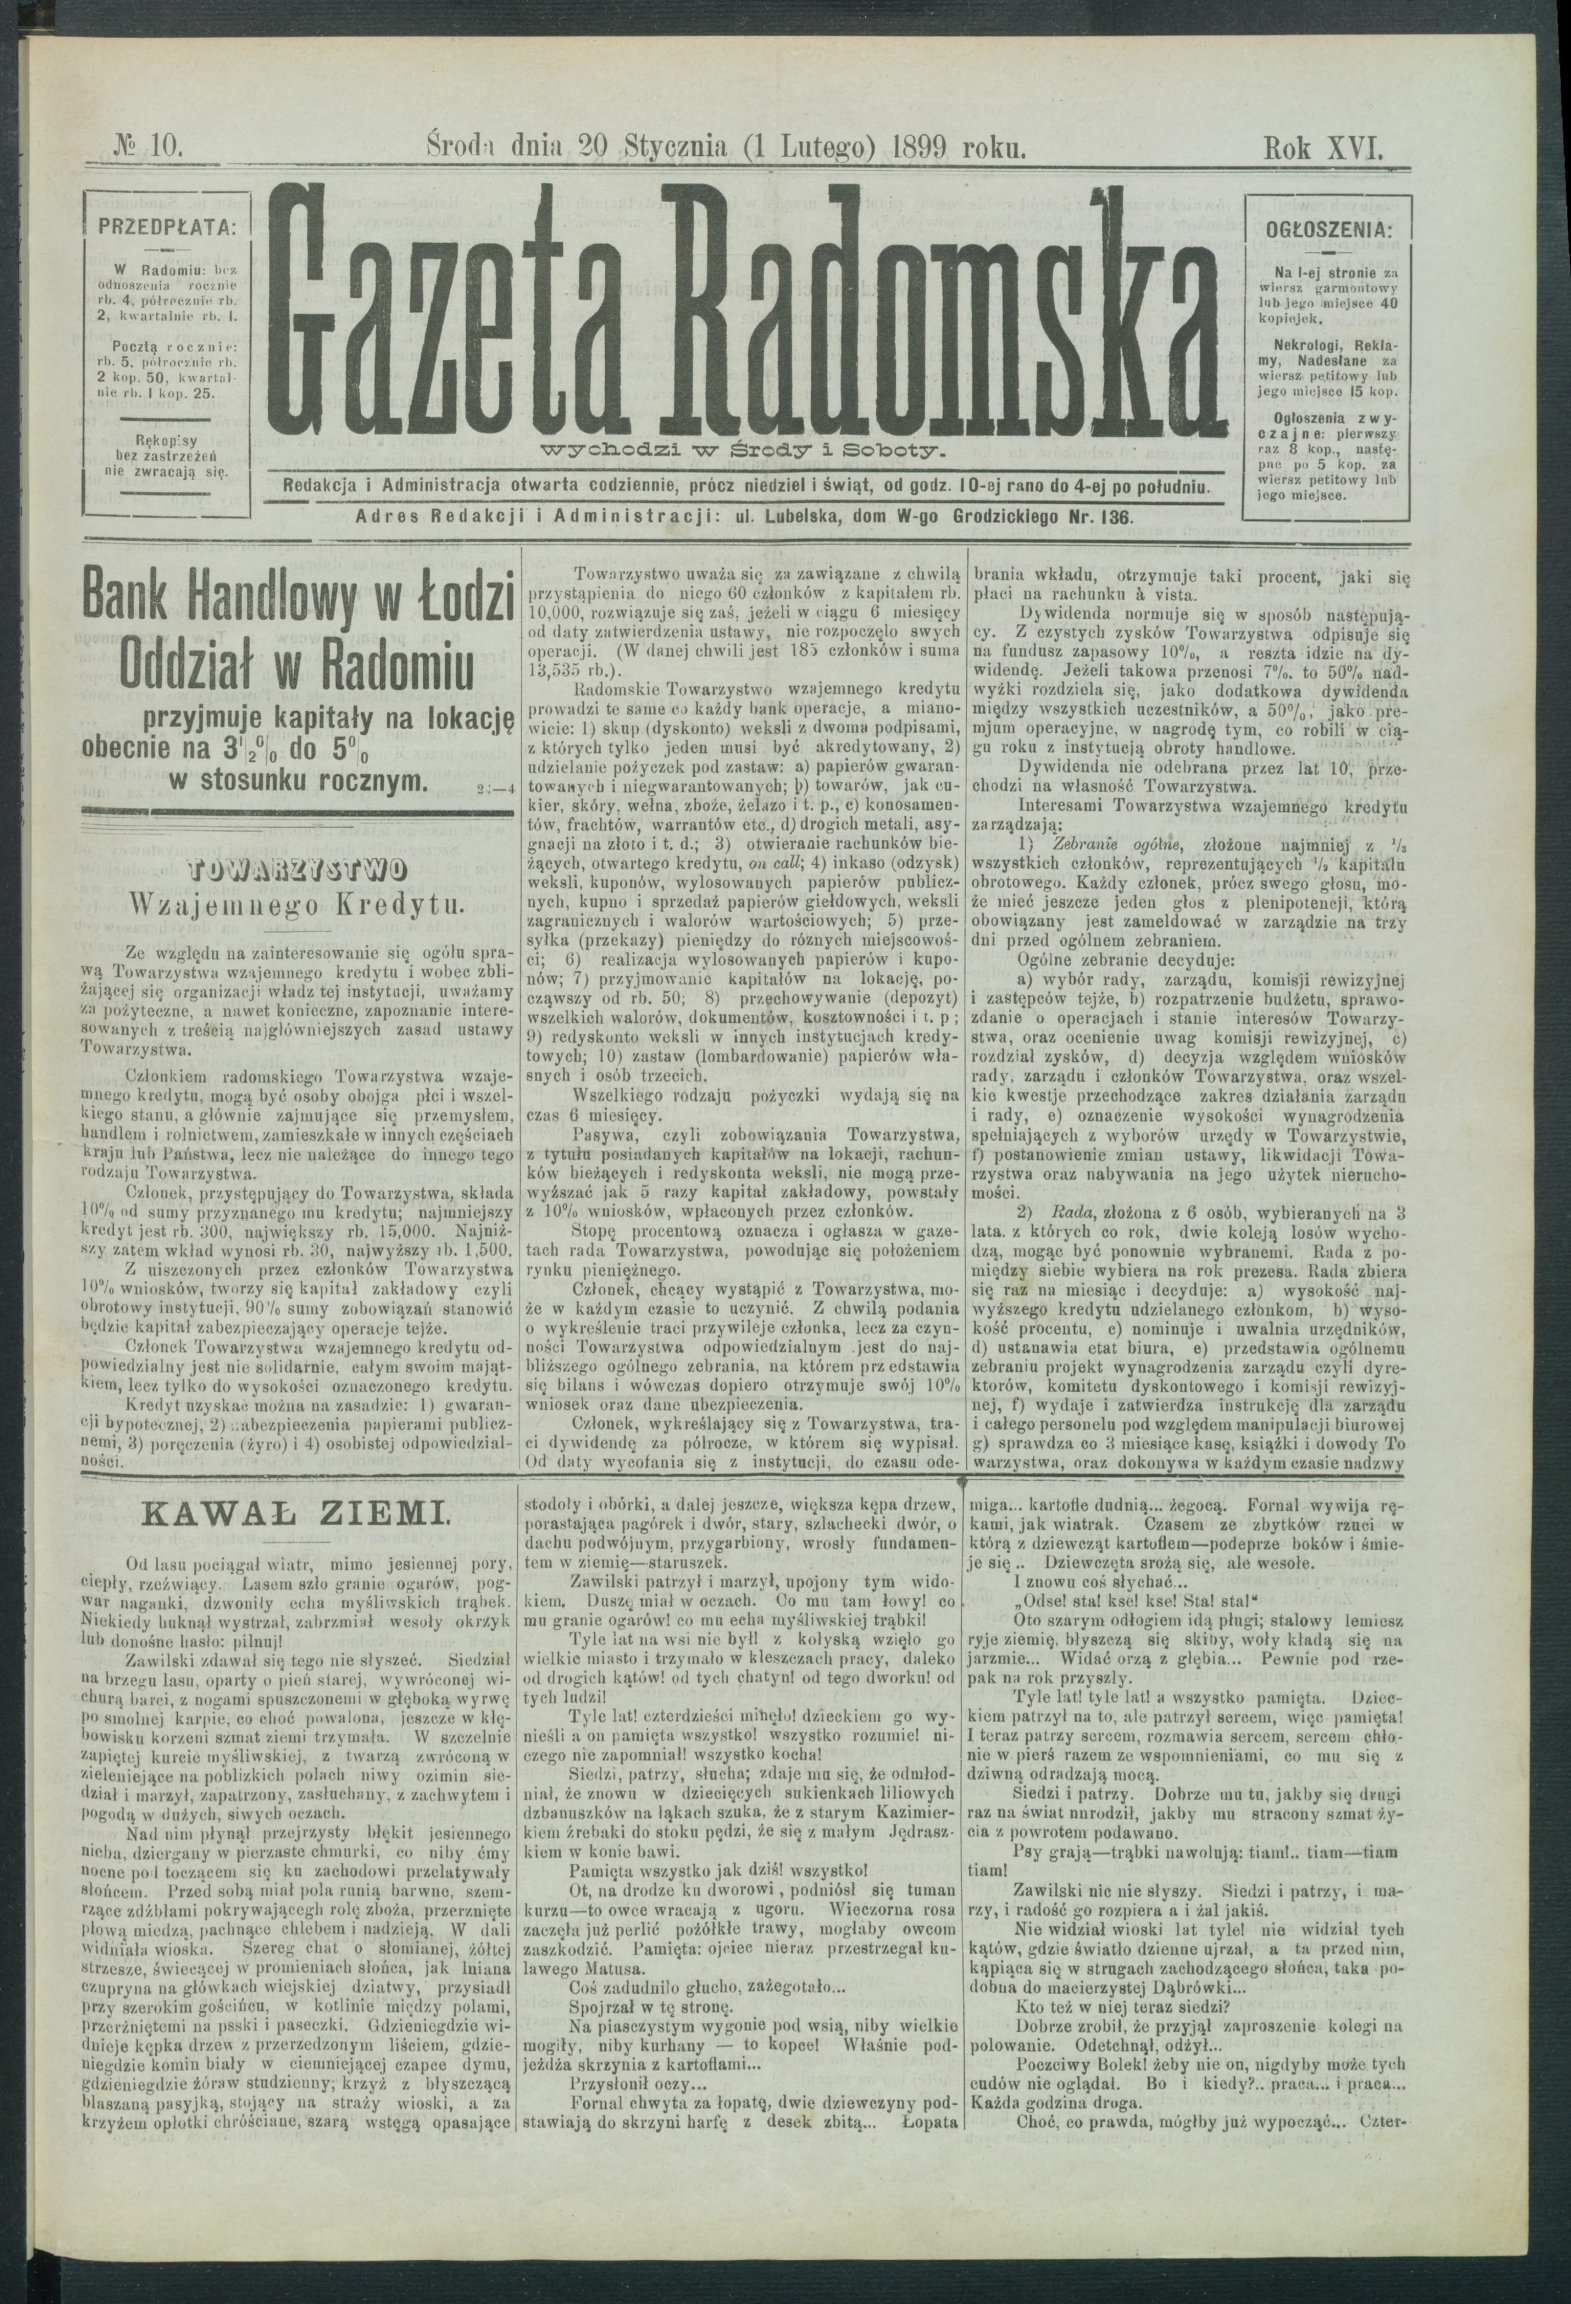 № 10.
Środa dnia 20 Stycznia (1 Lutego) 1899 roku.
Rok XVI.
PRZEDPŁATA:
W Radomiu: bez
odnoszenia rocznie
rb. 4, półrocznie rb.
2, kwartalnie rb. 1.
Pocztą rocznie:
rb. 5, półrocznie rb.
2 kop. 50, kwartal-
nie rb. 1 kop. 25.
Rękopisy
bez zastrzeżeń
nie zwracają się.
Gazeta Radomska
wychodzi w Środy i Soboty.
Redakcja i Administracja otwarta codziennie, prócz niedziel i świąt, od godz. 10-ej rano do 4-ej po południu.
Adres Redakcji i Administracji: ul. Lubelska, dom W-go Grodzickiego Nr. 136.
OGŁOSZENIA:
Na I-ej stronie za
wiersz garmontowy
lub jego miejsce 40
kopiejek.
Nekrologi, Rekla-
my, Nadesłane za
wiersz petitowy lub
jego miejsce 15 kop.
Ogłoszenia zwy-
czajne: pierwszy
raz 8 kop., nastę-
pne po 5 kop. za
wiersz petitowy lub
jego miejsce.
Bank Handlowy w Łodzi
Oddział w Radomiu
przyjmuje kapitały na lokację
obecnie na 3½% do 5%
w stosunku rocznym.
TOWARZYSTWO
Wzajemnego Kredytu.
Ze względu na zainteresowanie się ogółu spra-
wą Towarzystwa wzajemnego kredytu i wobec zbli-
żającej się organizacji władz tej instytucji, uważamy
za pożyteczne, a nawet konieczne, zapoznanie intere-
sowanych z treścią najgłówniejszych zasad ustawy
Towarzystwa.
Członkiem radomskiego Towarzystwa wzaje-
mnego kredytu, mogą być osoby obojga płci i wszel-
kiego stanu, a głównie zajmujące się przemysłem,
handlem i rolnictwem, zamieszkałe w innych częściach
kraju lub Państwa, lecz nie należące do innego tego
rodzaju Towarzystwa.
Członek, przystępujący do Towarzystwa, składa
10% od sumy przyznanego mu kredytu; najmniejszy
kredyt jest rb. 300, największy rb. 15,000. Najniż-
szy zatem wkład wynosi rb. 30, najwyższy rb. 1,500.
Z uiszczonych przez członków Towarzystwa
10% wniosków, tworzy się kapitał zakładowy czyli
obrotowy instytucji, 90% sumy zobowiązań stanowić
będzie kapitał zabezpieczający operacje tejże.
Członek Towarzystwa wzajemnego kredytu od-
powiedzialny jest nie solidarnie, całym swoim mająt-
kiem, lecz tylko do wysokości oznaczonego kredytu.
Kredyt uzyskać można na zasadzie: 1) gwaran-
cji hypotecznej, 2) zabezpieczenia papierami publicz-
nemi, 3) poręczenia (żyro) i 4) osobistej odpowiedzial-
ności.
Towarzystwo uważa się za zawiązane z chwilą
przystąpienia do niego 60 członków z kapitałem rb.
10,000, rozwiązuje się zaś, jeżeli w ciągu 6 miesięcy
od daty zatwierdzenia ustawy, nie rozpoczęło swych
operacji. (W danej chwili jest 185 członków i suma
13,535 rb.).
Radomskie Towarzystwo wzajemnego kredytu
prowadzi te same co każdy bank operacje, a miano-
wicie: 1) skup (dyskonto) weksli z dwoma podpisami,
z których tylko jeden musi być akredytowany, 2)
udzielanie pożyczek pod zastaw: a) papierów gwaran-
towanych i niegwarantowanych; b) towarów, jak cu-
kier, skóry, wełna, zboże, żelazo i t. p., c) konosamen-
tów, frachtów, warrantów etc., d) drogich metali, asy-
gnacji na złoto i t. d.; 3) otwieranie rachunków bie-
żących, otwartego kredytu, on call; 4) inkaso (odzysk)
weksli, kuponów, wylosowanych papierów publicz-
nych, kupno i sprzedaż papierów giełdowych, weksli
zagranicznych i walorów wartościowych; 5) prze-
syłka (przekazy) pieniędzy do różnych miejscowoś-
ci; 6) realizacja wylosowanych papierów i kupo-
nów; 7) przyjmowanie kapitałów na lokację, po-
cząwszy od rb. 50; 8) przechowywanie (depozyt)
wszelkich walorów, dokumentów, kosztowności i t. p ;
9) redyskonto weksli w innych instytucjach kredy-
towych; 10) zastaw (lombardowanie) papierów wła-
snych i osób trzecich.
Wszelkiego rodzaju pożyczki wydają się na
czas 6 miesięcy.
Pasywa, czyli zobowiązania Towarzystwa,
z tytułu posiadanych kapitałów na lokacji, rachun-
ków bieżących i redyskonta weksli, nie mogą prze-
wyższać jak 5 razy kapitał zakładowy, powstały
z 10% wniosków, wpłaconych przez członków.
Stopę procentową oznacza i ogłasza w gaze-
tach rada Towarzystwa, powodując się położeniem
rynku pieniężnego.
Członek, chcący wystąpić z Towarzystwa, mo-
że w każdym czasie to uczynić. Z chwilą podania
o wykreślenie traci przywileje członka, lecz za czyn-
ności Towarzystwa odpowiedzialnym jest do naj-
bliższego ogólnego zebrania, na którem prz edstawia
się bilans i wówczas dopiero otrzymuje swój 10%
wniosek oraz dane ubezpieczenia.
Członek, wykreślający się z Towarzystwa, tra-
ci dywidendę za półrocze, w którem się wypisał.
Od daty wycofania się z instytucji, do czasu ode-
brania wkładu, otrzymuje taki procent, jaki się
płaci na rachunku à vista.
Dywidenda normuje się w sposób następują-
cy. Z czystych zysków Towarzystwa odpisuje się
na fundusz zapasowy 10%, a reszta idzie na dy-
widendę. Jeżeli takowa przenosi 7%. to 50% nad-
wyżki rozdziela się, jako dodatkowa dywidenda
między wszystkich uczestników, a 50%, jako pre-
mjum operacyjne, w nagrodę tym, co robili w cią-
gu roku z instytucją obroty handlowe.
Dywidenda nie odebrana przez lat 10, prze-
chodzi na własność Towarzystwa.
Interesami Towarzystwa wzajemnego kredytu
zarządzają:
1) Zebranie ogólne, złożone najmniej z ⅓
wszystkich członków, reprezentujących ⅓ kapitału
obrotowego. Każdy członek, prócz swego głosu, mo-
że mieć jeszcze jeden głos z plenipotencji, którą
obowiązany jest zameldować w zarządzie na trzy
dni przed ogólnem zebraniem.
Ogólne zebranie decyduje:
a) wybór rady, zarządu, komisji rewizyjnej
i zastępców tejże, b) rozpatrzenie budżetu, sprawo-
zdanie o operacjach i stanie interesów Towarzy-
stwa, oraz ocenienie uwag komisji rewizyjnej, c)
rozdział zysków, d) decyzja względem wniosków
rady, zarządu i członków Towarzystwa, oraz wszel-
kie kwestje przechodzące zakres działania zarządu
i rady, e) oznaczenie wysokości wynagrodzenia
spełniających z wyborów urzędy w Towarzystwie,
f) postanowienie zmian ustawy, likwidacji Towa-
rzystwa oraz nabywania na jego użytek nierucho-
mości.
2) Rada, złożona z 6 osób, wybieranych na 3
lata. z których co rok, dwie koleją losów wycho-
dzą, mogąc być ponownie wybranemi. Rada z po-
między siebie wybiera na rok prezesa. Rada zbiera
się raz na miesiąc i decyduje: a) wysokość naj-
wyższego kredytu udzielanego członkom, b) wyso-
kość procentu, c) nominuje i uwalnia urzędników,
d) ustanawia etat biura, e) przedstawia ogólnemu
zebraniu projekt wynagrodzenia zarządu czyli dyre-
ktorów, komitetu dyskontowego i komisji rewizyj-
nej, f) wydaje i zatwierdza instrukcję dla zarządu
i całego personelu pod względem manipulacji biurowej
g) sprawdza co 3 miesiące kasę, książki i dowody To
warzystwa, oraz dokonywa w każdym czasie nadzwy
KAWAŁ ZIEMI.
Od lasu pociągał wiatr, mimo jesiennej pory,
ciepły, rzeźwiący. Lasem szło granie ogarów, pog-
war naganki, dzwoniły echa myśliwskich trąbek.
Niekiedy huknął wystrzał, zabrzmiał wesoły okrzyk
lub donośne hasło: pilnuj!
Zawilski zdawał się tego nie słyszeć. Siedział
na brzegu lasu, oparty o pień starej, wywróconej wi-
churą barci, z nogami spuszczonemi w głęboką wyrwę
po smolnej karpie, co choć powalona, jeszcze w kłę-
bowisku korzeni szmat ziemi trzymała. W szczelnie
zapiętej kurcie myśliwskiej, z twarzą zwróconą w
zieleniejące na poblizkich polach niwy ozimin sie-
dział i marzył, zapatrzony, zasłuchany, z zachwytem i
pogodą w dużych, siwych oczach.
Nad nim płynął przejrzysty błękit jesiennego
nieba, dziergany w pierzaste chmurki, co niby ćmy
nocne pod toczącem się ku zachodowi przelatywały
słońcem. Przed sobą miał pola runią barwne, szem-
rzące źdźbłami pokrywającegh rolę zboża, przerznięte
płową miedzą, pachnące chlebem i nadzieją. W dali
widniała wioska. Szereg chat o słomianej, żółtej
strzesze, świecącej w promieniach słońca, jak lniana
czupryna na główkach wiejskiej dziatwy, przysiadł
przy szerokim gościńcu, w kotlinie między polami,
przerźniętemi na psski i paseczki. Gdzieniegdzie wi-
dnieje kępka drzew z przerzedzonym liściem, gdzie-
niegdzie komin biały w ciemniejącej czapce dymu,
gdzieniegdzie żóraw studzienny; krzyż z błyszczącą
blaszaną pasyjką, stojący na straży wioski, a za
krzyżem opłotki chróściane, szarą wstęgą opasające
stodoły i obórki, a dalej jeszcze, większa kępa drzew,
porastająca pagórek i dwór, stary, szlachecki dwór, o
dachu podwójnym, przygarbiony, wrosły fundamen-
tem w ziemię—staruszek.
Zawilski patrzył i marzył, upojony tym wido-
kiem. Duszę miał w oczach. Co mu tam łowy! co
mu granie ogarów! co mu echa myśliwskiej trąbki!
Tyle lat na wsi nie był! z kołyską wzięło go
wielkie miasto i trzymało w kleszczach pracy, daleko
od drogich kątów! od tych chatyn! od tego dworku! od
tych ludzi!
Tyle lat! czterdzieści minęło! dzieckiem go wy-
nieśli a on pamięta wszystko! wszystko rozumie! ni-
czego nie zapomniał! wszystko kocha!
Siedzi, patrzy, słucha; zdaje mu się, że odmłod-
niał, że znowu w dziecięcych sukienkach liliowych
dzbanuszków na łąkach szuka, że z starym Kazimier-
kiem źrebaki do stoku pędzi, że się z małym Jędrasz-
kiem w konie bawi.
Pamięta wszystko jak dziś! wszystko!
Ot, na drodze ku dworowi , podniósł się tuman
kurzu—to owce wracają z ugoru. Wieczorna rosa
zaczęła już perlić pożółkłe trawy, mogłaby owcom
zaszkodzić. Pamięta: ojciec nieraz przestrzegał ku-
lawego Matusa.
Coś zadudniło głucho, zażegotało...
Spojrzał w tę stronę.
Na piasczystym wygonie pod wsią, niby wielkie
mogiły, niby kurhany — to kopce! Właśnie pod-
jeżdża skrzynia z kartoflami...
Przysłonił oczy...
Fornal chwyta za łopatę, dwie dziewczyny pod-
stawiają do skrzyni harfę z desek zbitą... Łopata
miga... kartofle dudnią... żegocą. Fornal wywija rę-
kami, jak wiatrak. Czasem ze zbytków rzuci w
którą z dziewcząt kartoflem—podeprze boków i śmie-
je się .. Dziewczęta srożą się, ale wesołe.
I znowu coś słychać...
„Odse! sta! kse! kse! Sta! sta!“
Oto szarym odłogiem idą pługi; stalowy lemiesz
ryje ziemię, błyszczą się skiby, woły kładą się na
jarzmie... Widać orzą z głębia... Pewnie pod rze-
pak na rok przyszły.
Tyle lat! tyle lat! a wszystko pamięta. Dziec-
kiem patrzył na to, ale patrzył sercem, więc pamięta!
I teraz patrzy sercem, rozmawia sercem, sercem chło-
nie w pierś razem ze wspomnieniami, co mu się z
dziwną odradzają mocą.
Siedzi i patrzy. Dobrze mu tu, jakby się drugi
raz na świat nnrodził, jakby mu stracony szmat ży-
cia z powrotem podawano.
Psy grają—trąbki nawolują: tiam!.. tiam—tiam
tiam!
Zawilski nic nie słyszy. Siedzi i patrzy, i ma-
rzy, i radość go rozpiera a i żal jakiś.
Nie widział wioski lat tyle! nie widział tych
kątów, gdzie światło dzienne ujrzał, a ta przed nim,
kąpiąca się w strugach zachodzącego słońca, taka po-
dobna do macierzystej Dąbrówki...
Kto też w niej teraz siedzi?
Dobrze zrobił, że przyjął zaproszenie kolegi na
polowanie. Odetchnął, odżył...
Poczciwy Bolek! żeby nie on, nigdyby może tych
cudów nie oglądał. Bo i kiedy?.. praca... i praca...
Każda godzina droga.
Choć, co prawda, mógłby już wypocząć... Czter-